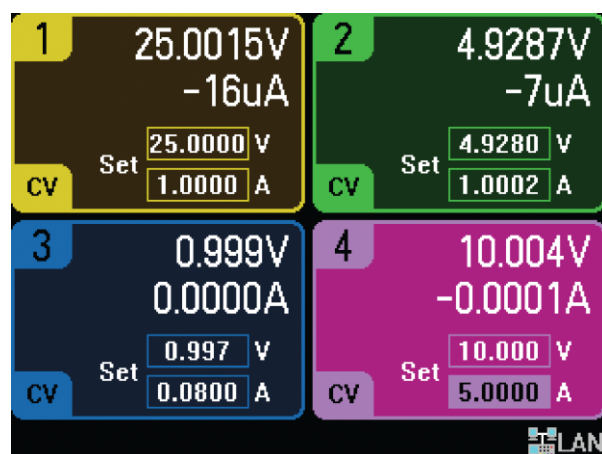 1
25.0015V
-16uA
Set 25.0000 V
1.0000 A
CV
2
4.9287V
-7uA
Set 4.9280 V
1.0002 A
CV
3
0.999V
0.0000A
Set 0.997 V
0.0800 A
CV
4
10.004V
-0.0001A
Set 10.000 V
5.0000 A
CV
LAN